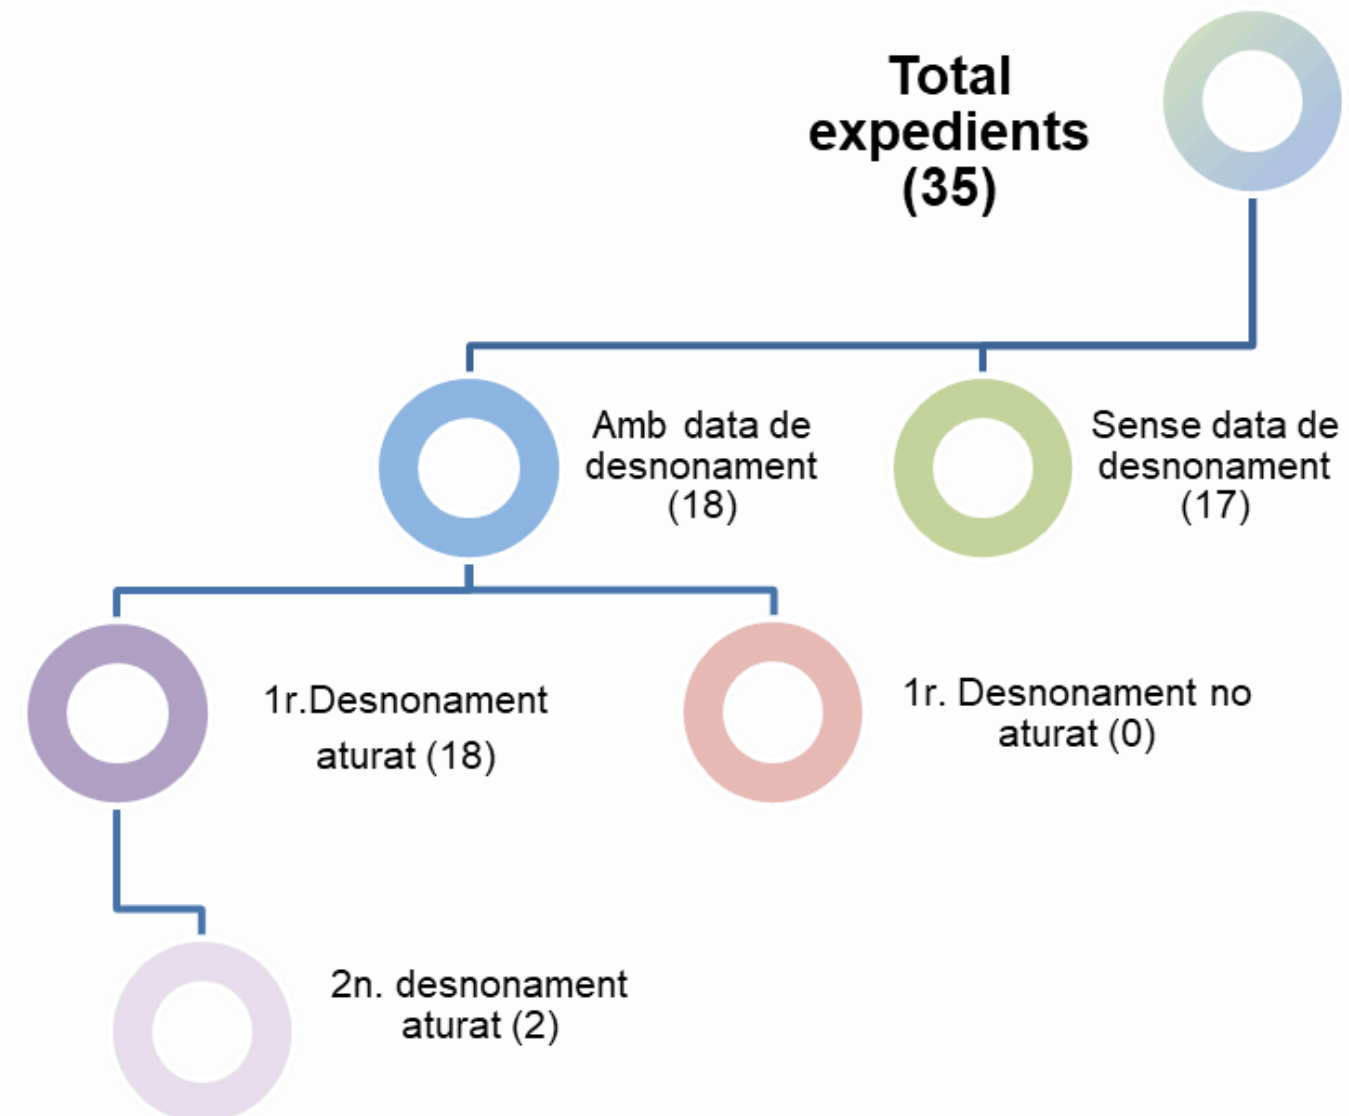 Total
expedients
(35)
Amb data de
desnonament
(18)
Sense data de
desnonament
(17)
1r.Desnonament
aturat (18)
1r. Desnonament no
aturat (0)
2n. desnonament
aturat (2)